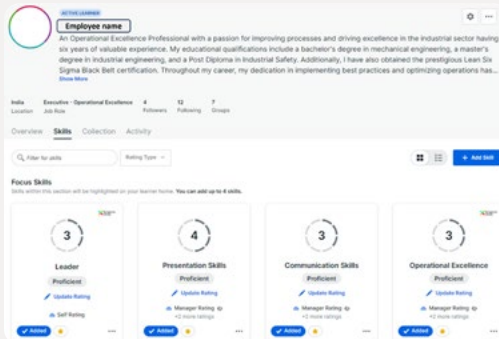 ACTIVE LEARNER
Employee name
An Operational Excellence Professional with a passion for improving processes and driving excellence in the industrial sector having
six years of valuable experience. My educational qualifications include a bachelor's degree in mechanical engineering, a master's
degree in industrial engineering, and a Post Diploma in Industrial Safety. Additionally, I have also obtained the prestigious Lean Six
Sigma Black Belt certification. Throughout my career, my dedication in implementing best practices and optimizing operations has...
Show More
India Executive - Operational Excellence 4 12 7
Location Job Role Followers Following Groups
Overview Skills Collection Activity
Filter for skills Rating Type + Add Skill
Focus Skills
Skills within this section will be highlighted on your learner home. You can add up to 4 skills.
3 4 3 3
Leader Presentation Skills Communication Skills Operational Excellence
Proficient Proficient Proficient Proficient
Update Rating Update Rating Update Rating Update Rating
Self Rating Manager Rating Manager Rating Manager Rating
+2 more ratings +2 more ratings +2 more ratings
Added Added Added Added